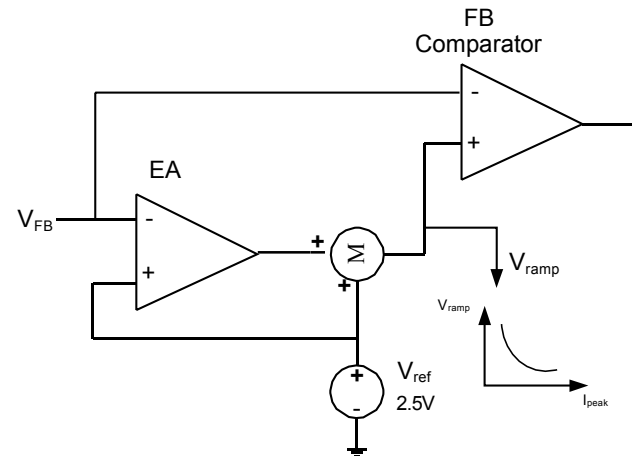 FB
Comparator
-
+
EA
V_FB
-
+
+
M
+
V_ramp
V_ramp
I_peak
+
-
V_ref
2.5V